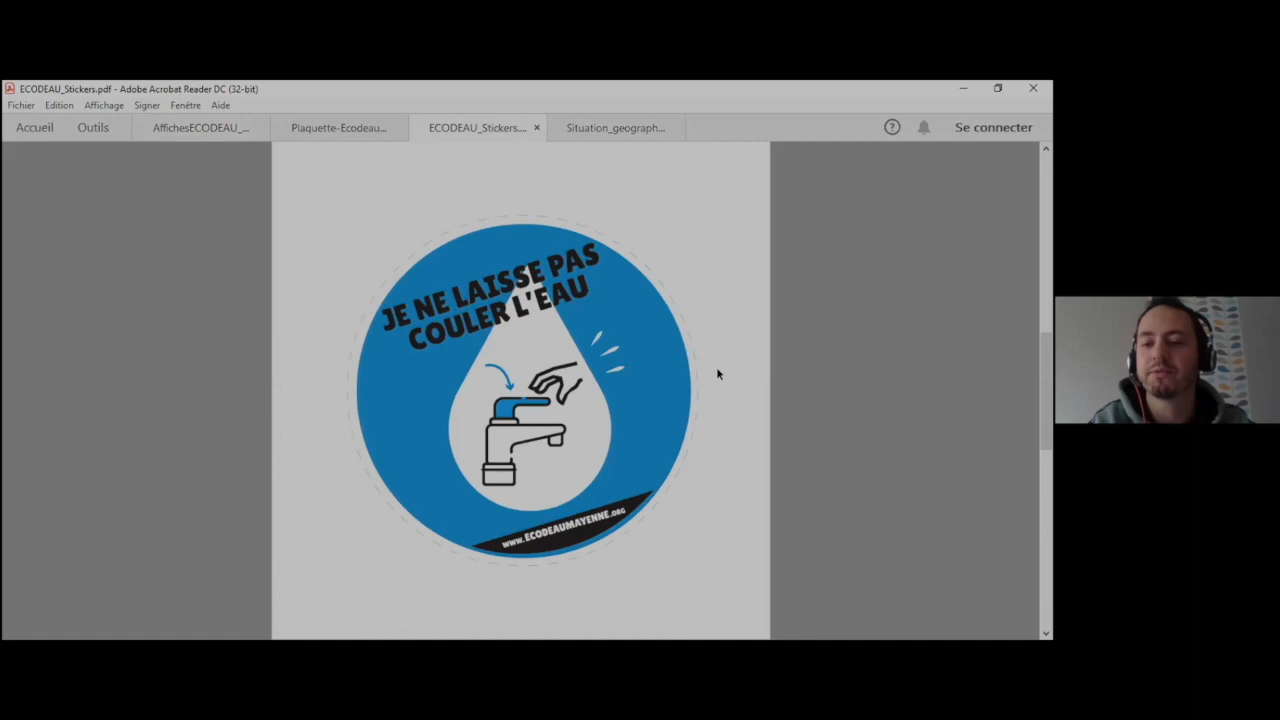 ECODEAU_Stickers.pdf - Adobe Acrobat Reader DC (32-bit)
Fichier Edition Affichage Signer Fenêtre Aide
Accueil Outils AffichesECODEAU_... Plaquette-Ecodeau... ECODEAU_Stickers.... Situation_geograph... Se connecter
JE NE LAISSE PAS
COULER L'EAU
www.ECODEAUMAYENNE.ORG